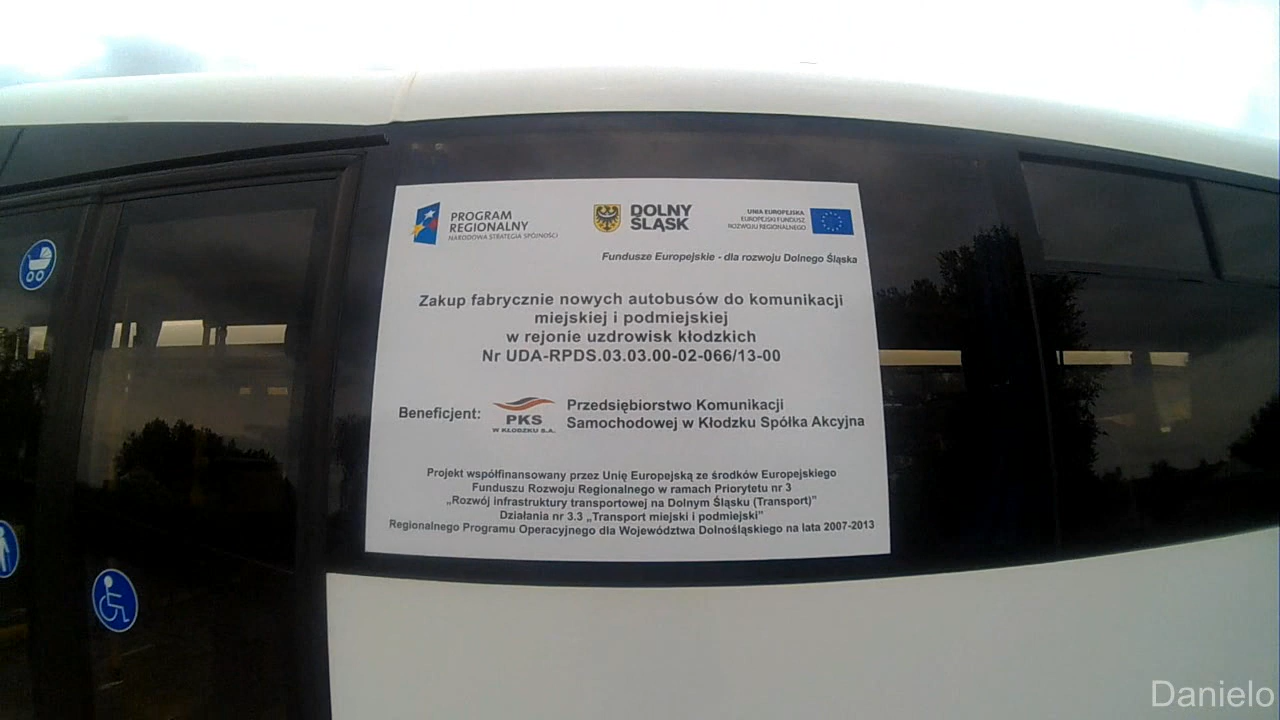 PROGRAM
REGIONALNY
NARODOWA STRATEGIA SPÓJNOŚCI
DOLNY
ŚLĄSK
UNIA EUROPEJSKA
EUROPEJSKI FUNDUSZ
ROZWOJU REGIONALNEGO
Fundusze Europejskie - dla rozwoju Dolnego Śląska
Zakup fabrycznie nowych autobusów do komunikacji
miejskiej i podmiejskiej
w rejonie uzdrowisk kłodzkich
Nr UDA-RPDS.03.03.00-02-066/13-00
Beneficjent:
PKS
W KŁODZKU S.A.
Przedsiębiorstwo Komunikacji
Samochodowej w Kłodzku Spółka Akcyjna
Projekt współfinansowany przez Unię Europejską ze środków Europejskiego
Funduszu Rozwoju Regionalnego w ramach Priorytetu nr 3
„Rozwój infrastruktury transportowej na Dolnym Śląsku (Transport)”
Działania nr 3.3 „Transport miejski i podmiejski”
Regionalnego Programu Operacyjnego dla Województwa Dolnośląskiego na lata 2007-2013
Danielo